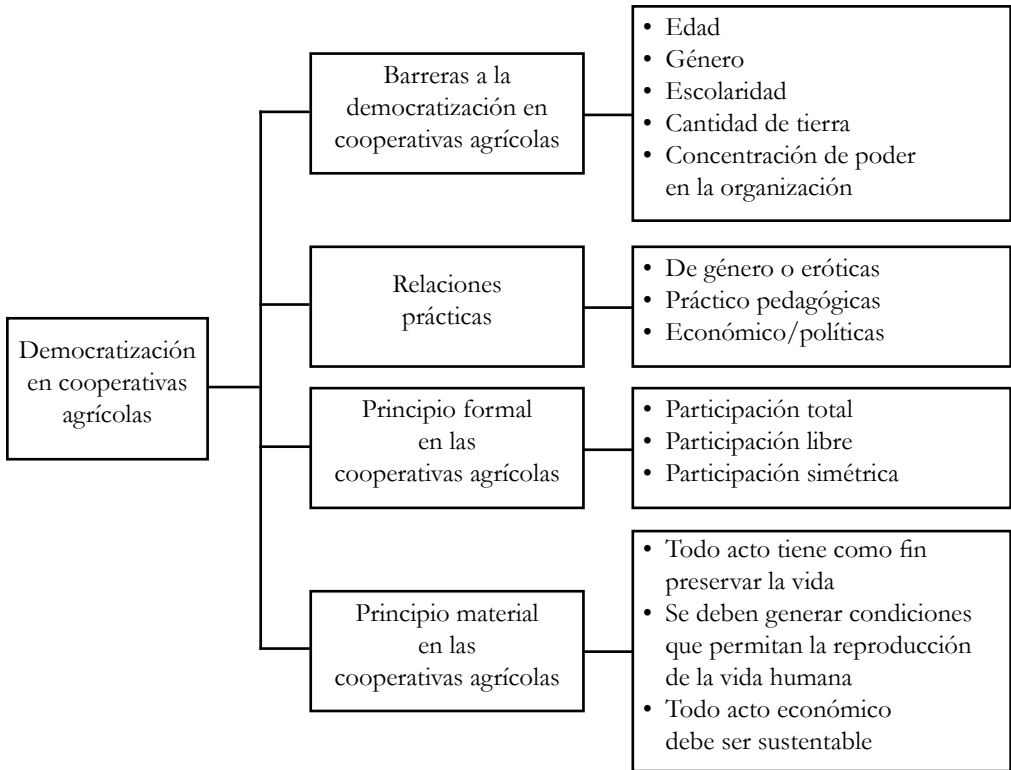 Democratización
en cooperativas
agrícolas
Barreras a la
democratización en
cooperativas agrícolas
• Edad
• Género
• Escolaridad
• Cantidad de tierra
• Concentración de poder
en la organización
Relaciones
prácticas
• De género o eróticas
• Práctico pedagógicas
• Económico/políticas
Principio formal
en las
cooperativas agrícolas
• Participación total
• Participación libre
• Participación simétrica
Principio material
en las
cooperativas agrícolas
• Todo acto tiene como fin
preservar la vida
• Se deben generar condiciones
que permitan la reproducción
de la vida humana
• Todo acto económico
debe ser sustentable